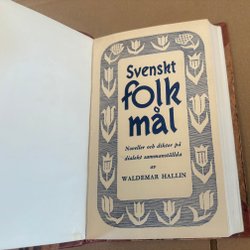 Svenskt
folk
mål
Noveller och dikter på
dialekt sammanställda
av
WALDEMAR HALLIN